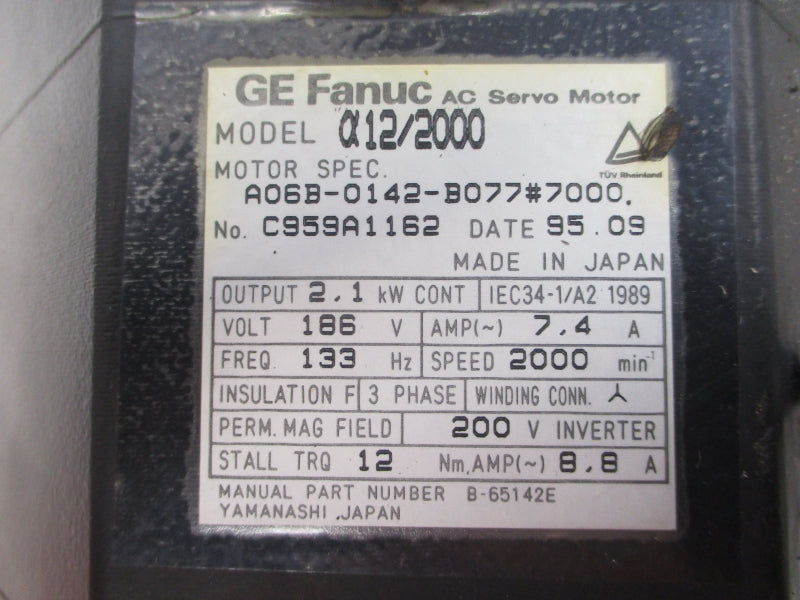 GE Fanuc AC Servo Motor
MODEL α12/2000
TÜV Rheinland
MOTOR SPEC.
A06B-0142-B077#7000.
No. C959A1162 DATE 95.09
MADE IN JAPAN
OUTPUT 2.1 kW CONT IEC34-1/A2 1989
VOLT 186 V AMP(~) 7.4 A
FREQ. 133 Hz SPEED 2000 min⁻¹
INSULATION F 3 PHASE WINDING CONN. 人
PERM. MAG FIELD 200 V INVERTER
STALL TRQ 12 Nm, AMP(~) 8.8 A
MANUAL PART NUMBER B-65142E
YAMANASHI ,JAPAN